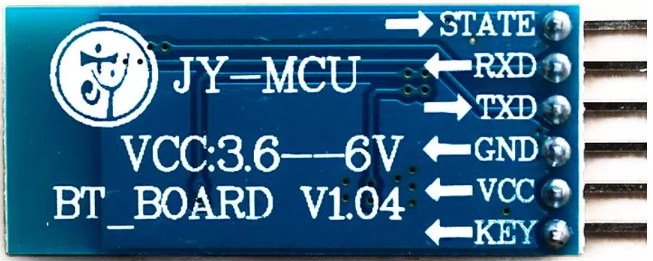 JY-MCU
VCC:3.6--6V
BT_BOARD V1.04
STATE
RXD
TXD
GND
VCC
KEY